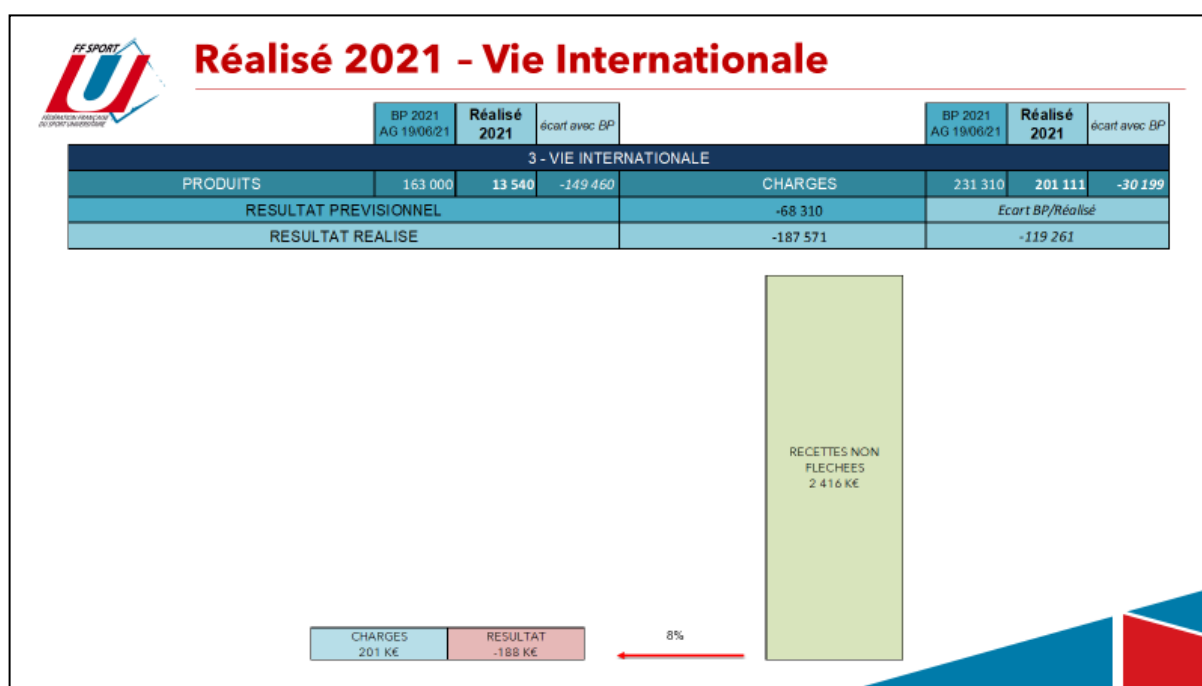 FF SPORT
U
FÉDÉRATION FRANÇAISE
DU SPORT UNIVERSITAIRE
Réalisé 2021 - Vie Internationale
BP 2021
AG 19/06/21
Réalisé
2021
écart avec BP
BP 2021
AG 19/06/21
Réalisé
2021
écart avec BP
3 - VIE INTERNATIONALE
PRODUITS 163 000 13 540 -149 460 CHARGES 231 310 201 111 -30 199
RESULTAT PREVISIONNEL -68 310 Ecart BP/Réalisé
RESULTAT REALISE -187 571 -119 261
RECETTES NON
FLECHEES
2 416 K€
CHARGES
201 K€
RESULTAT
-188 K€
8%